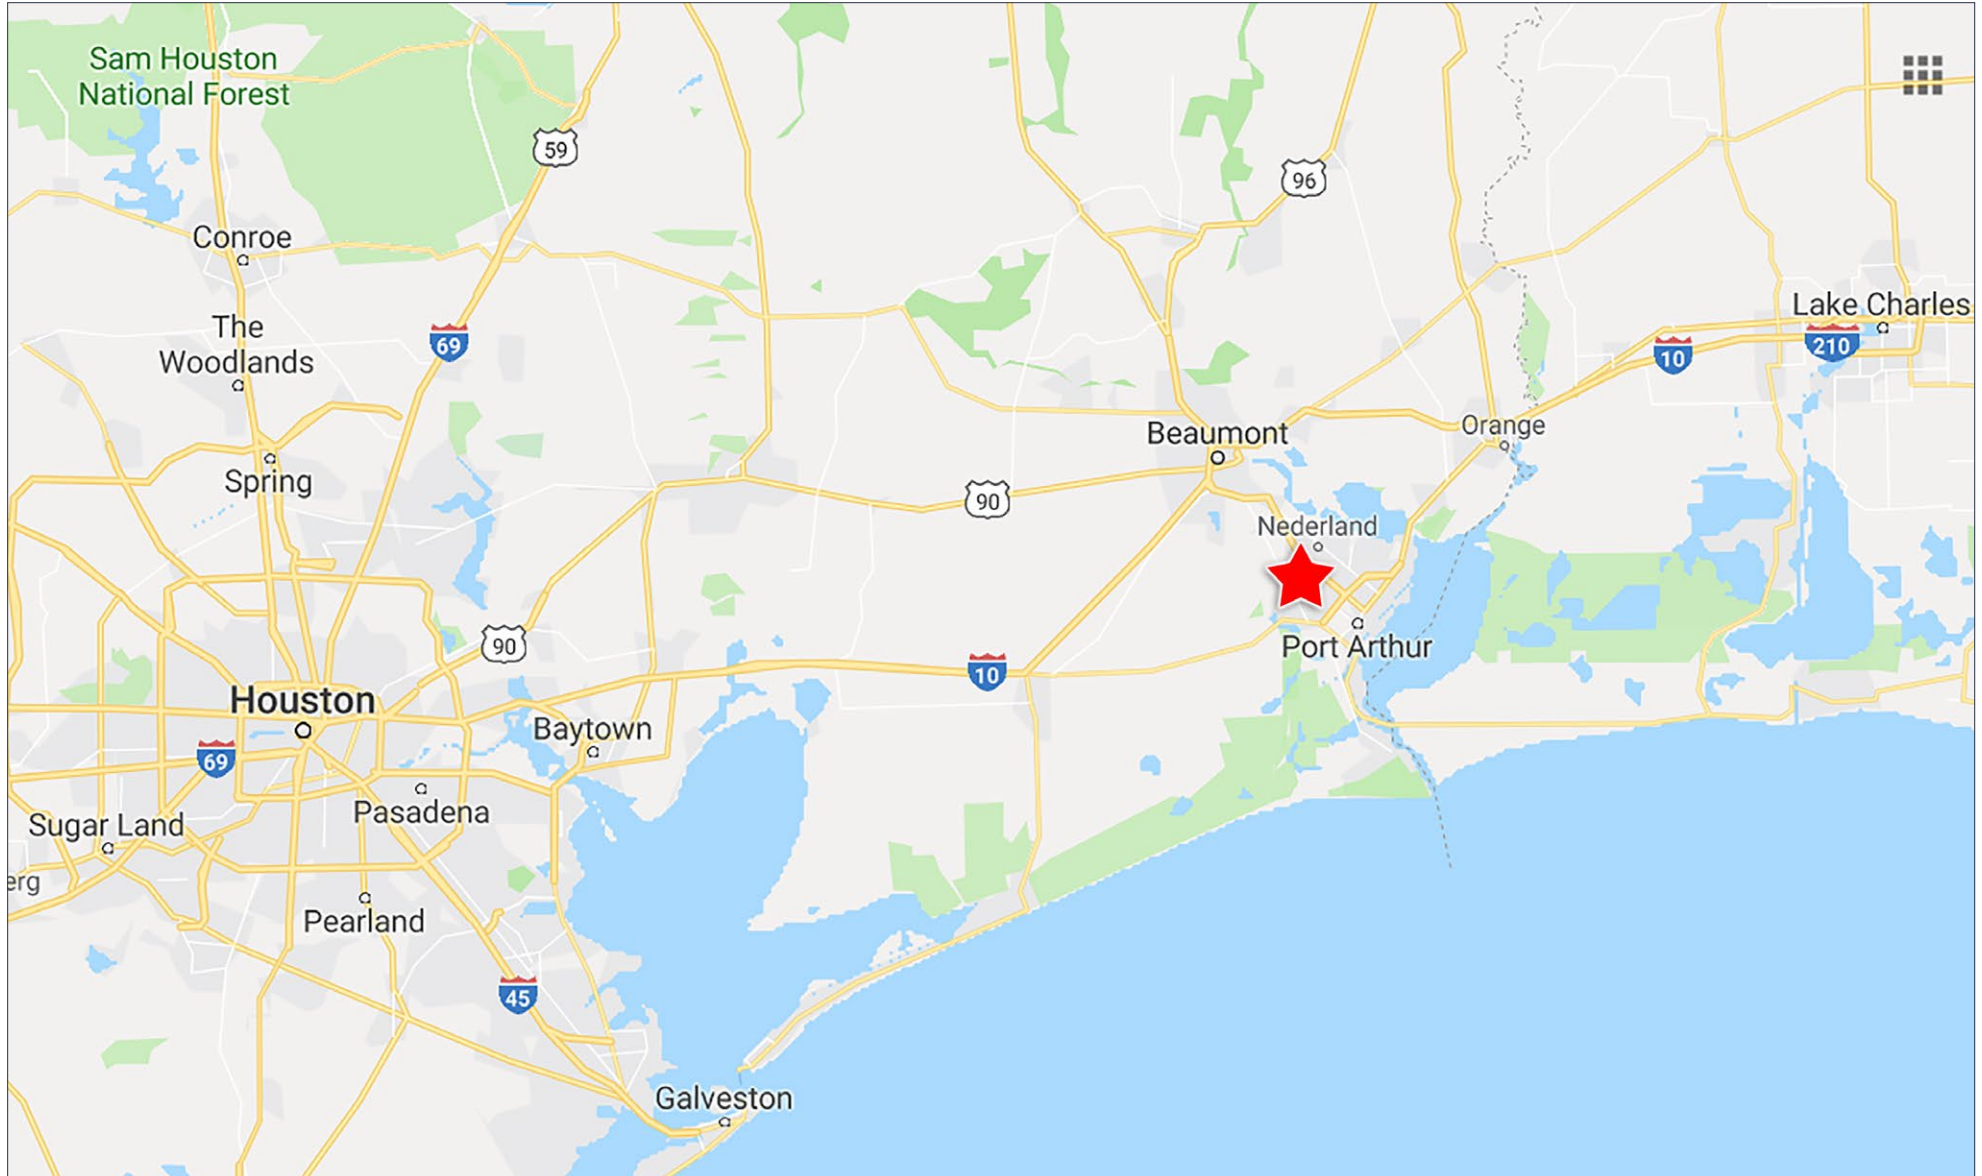 Sam Houston
National Forest
59
96
Conroe
Lake Charles
The
Woodlands
69
10
210
Beaumont
Orange
Spring
90
Nederland
90
Port Arthur
10
Houston
Baytown
69
Pasadena
Sugar Land
erg
Pearland
45
Galveston